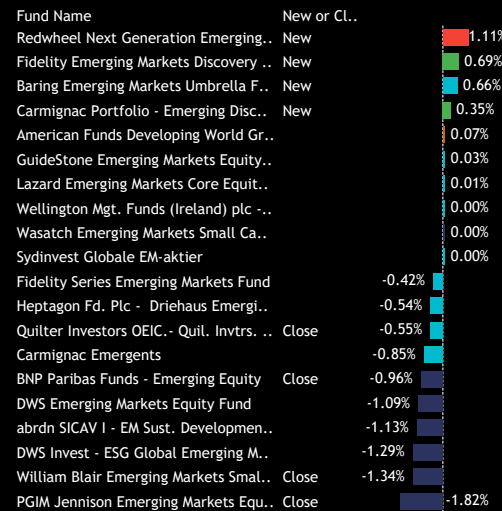 Fund Name New or Cl..
Redwheel Next Generation Emerging.. New 1.11%
Fidelity Emerging Markets Discovery .. New 0.69%
Baring Emerging Markets Umbrella F.. New 0.66%
Carmignac Portfolio - Emerging Disc.. New 0.35%
American Funds Developing World Gr.. 0.07%
GuideStone Emerging Markets Equity.. 0.03%
Lazard Emerging Markets Core Equit.. 0.01%
Wellington Mgt. Funds (Ireland) plc -.. 0.00%
Wasatch Emerging Markets Small Ca.. 0.00%
Sydinvest Globale EM-aktier 0.00%
Fidelity Series Emerging Markets Fund -0.42%
Heptagon Fd. Plc - Driehaus Emergi.. -0.54%
Quilter Investors OEIC.- Quil. Invtrs. .. Close -0.55%
Carmignac Emergents -0.85%
BNP Paribas Funds - Emerging Equity Close -0.96%
DWS Emerging Markets Equity Fund -1.09%
abrdn SICAV I - EM Sust. Developmen.. -1.13%
DWS Invest - ESG Global Emerging M.. -1.29%
William Blair Emerging Markets Smal.. Close -1.34%
PGIM Jennison Emerging Markets Equ.. Close -1.82%